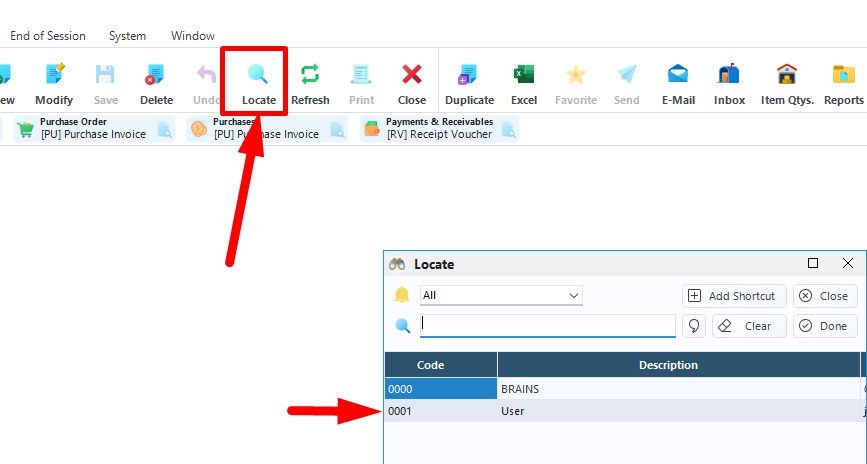 End of Session System Window
ew Modify Save Delete Undo Locate Refresh Print Close Duplicate Excel Favorite Send E-Mail Inbox Item Qtys. Reports
Purchase Order Purchases Payments & Receivables
[PU] Purchase Invoice [PU] Purchase Invoice [RV] Receipt Voucher
Locate
All Add Shortcut Close
Clear Done
Code Description
0000 BRAINS
0001 User